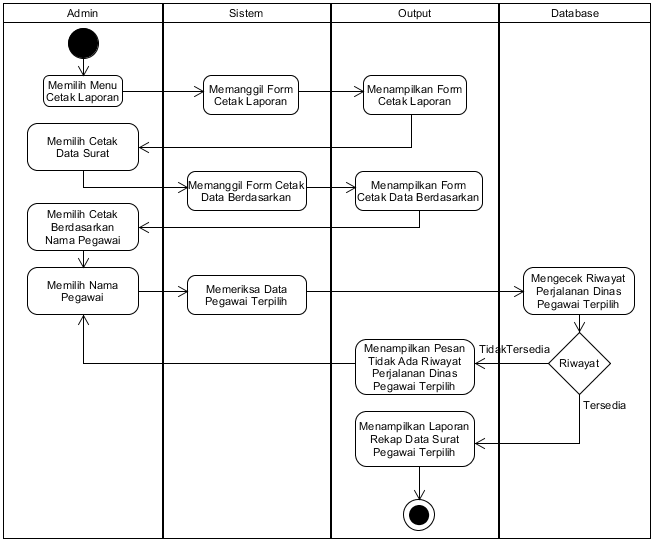 Admin
Sistem
Output
Database
Memilih Menu
Cetak Laporan
Memanggil Form
Cetak Laporan
Menampilkan Form
Cetak Laporan
Memilih Cetak
Data Surat
Memanggil Form Cetak
Data Berdasarkan
Menampilkan Form
Cetak Data Berdasarkan
Memilih Cetak
Berdasarkan
Nama Pegawai
Memilih Nama
Pegawai
Memeriksa Data
Pegawai Terpilih
Mengecek Riwayat
Perjalanan Dinas
Pegawai Terpilih
Riwayat
TidakTersedia
Menampilkan Pesan
Tidak Ada Riwayat
Perjalanan Dinas
Pegawai Terpilih
Tersedia
Menampilkan Laporan
Rekap Data Surat
Pegawai Terpilih